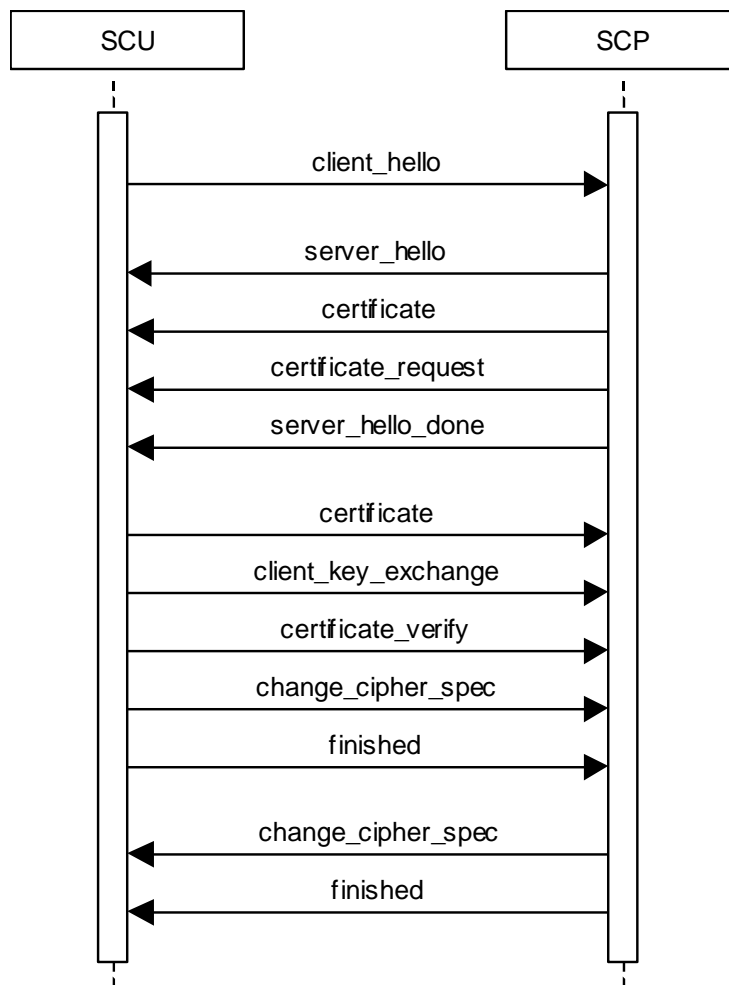 SCU
SCP
client_hello
server_hello
certificate
certificate_request
server_hello_done
certificate
client_key_exchange
certificate_verify
change_cipher_spec
finished
change_cipher_spec
finished